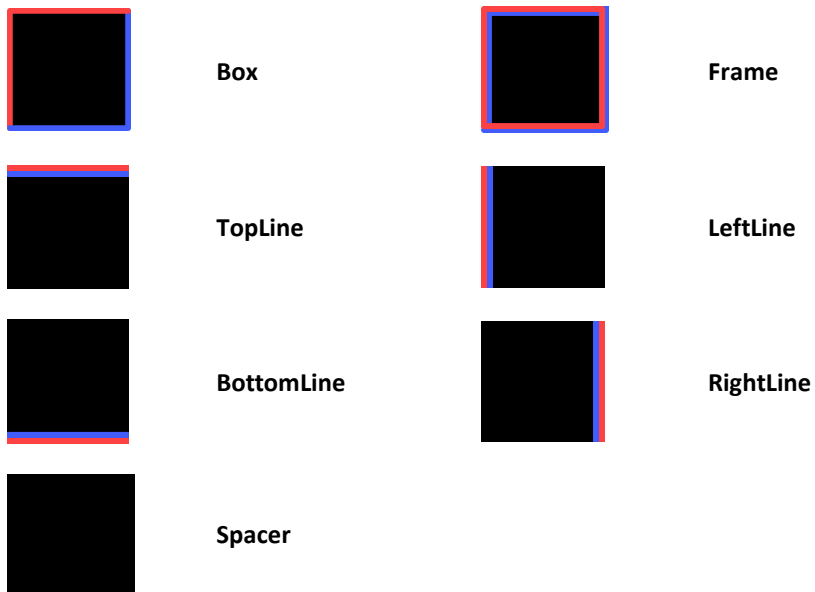 Box
Frame
TopLine
LeftLine
BottomLine
RightLine
Spacer